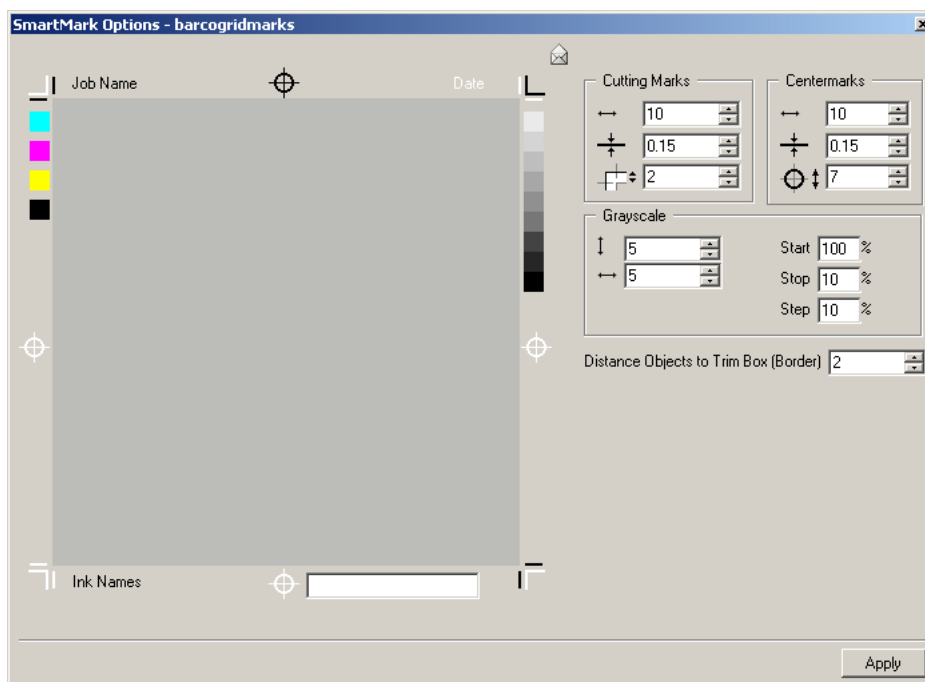 SmartMark Options - barcogridmarks
Job Name
Date
Cutting Marks
10
0.15
2
Centermarks
10
0.15
7
Grayscale
5
5
Start 100 %
Stop 10 %
Step 10 %
Distance Objects to Trim Box (Border) 2
Ink Names
Apply